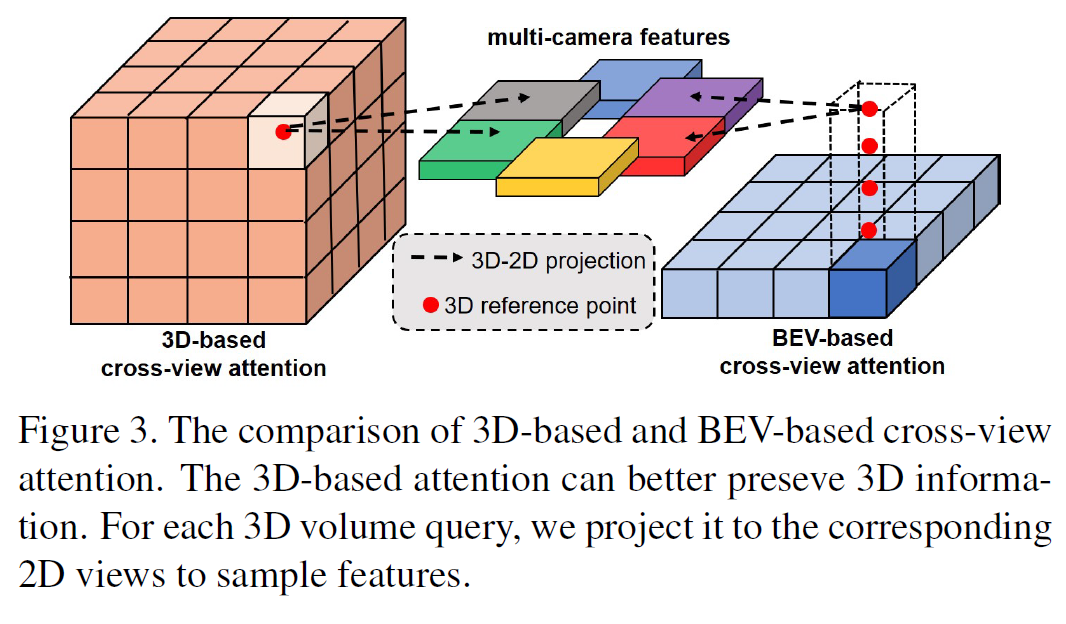 multi-camera features
3D-2D projection
3D reference point
3D-based
cross-view attention
BEV-based
cross-view attention
Figure 3. The comparison of 3D-based and BEV-based cross-view
attention. The 3D-based attention can better preseve 3D informa-
tion. For each 3D volume query, we project it to the corresponding
2D views to sample features.